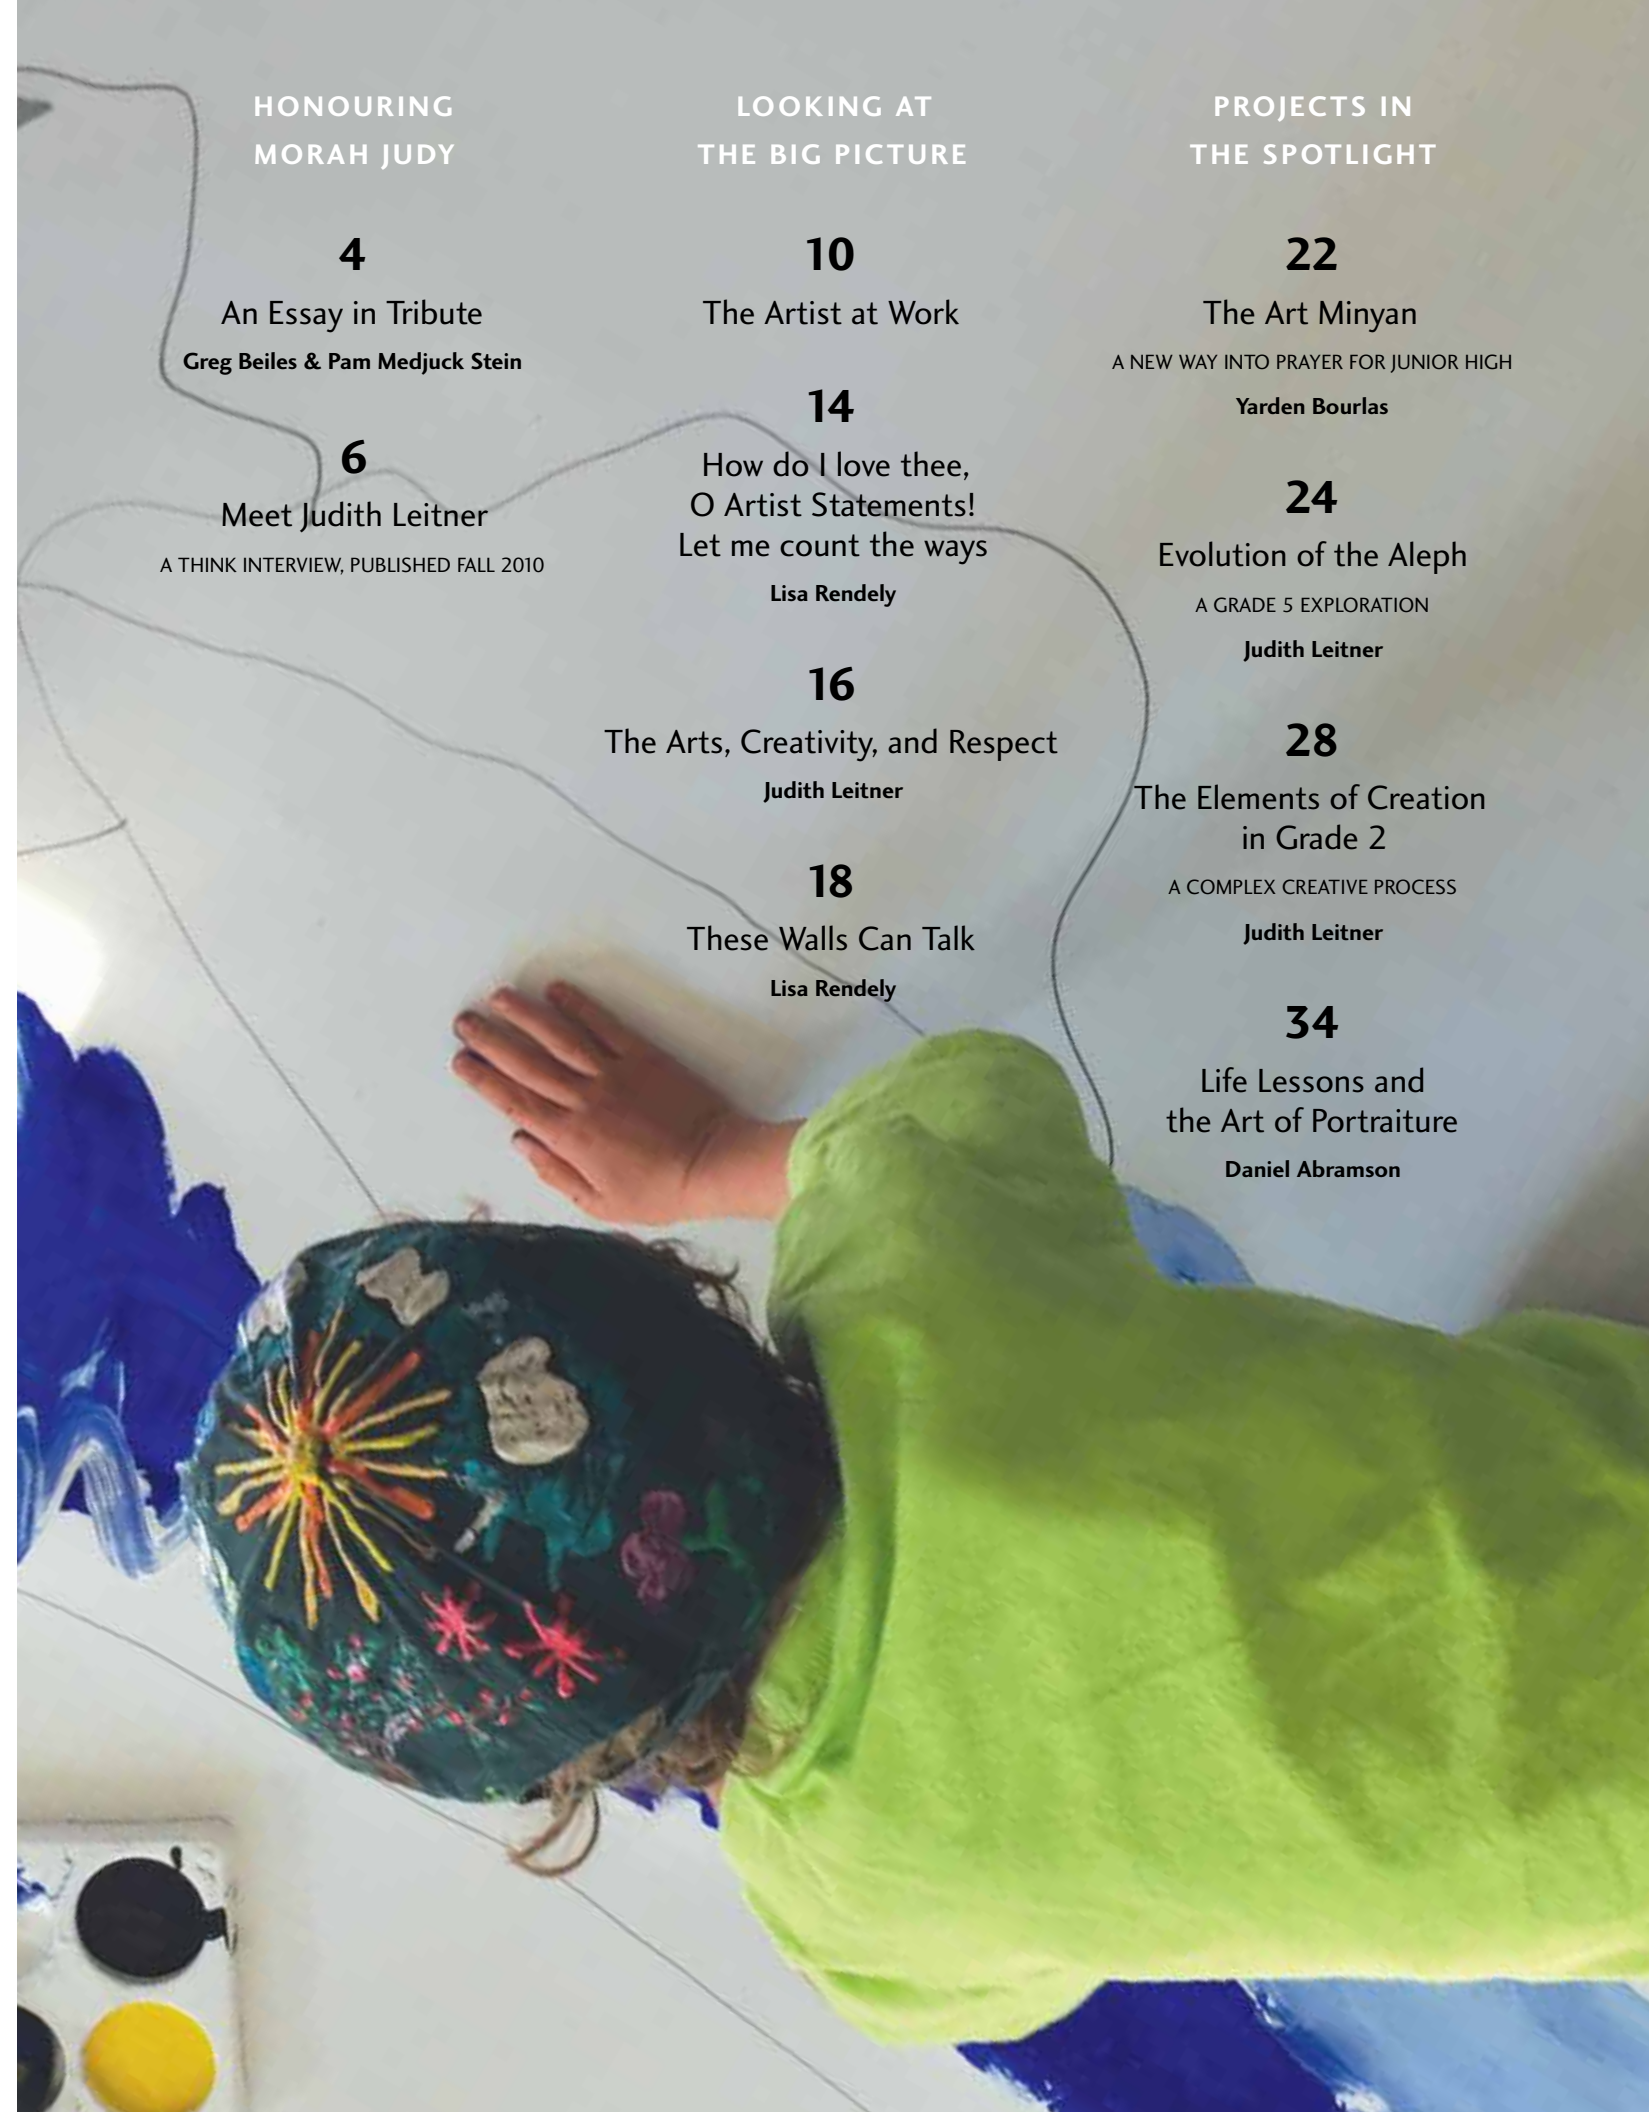 HONOURING
MORAH JUDY
4
An Essay in Tribute
Greg Beiles & Pam Medjuck Stein
6
Meet Judith Leitner
A THINK INTERVIEW, PUBLISHED FALL 2010
LOOKING AT
THE BIG PICTURE
10
The Artist at Work
14
How do I love thee,
O Artist Statements!
Let me count the ways
Lisa Rendely
16
The Arts, Creativity, and Respect
Judith Leitner
18
These Walls Can Talk
Lisa Rendely
PROJECTS IN
THE SPOTLIGHT
22
The Art Minyan
A NEW WAY INTO PRAYER FOR JUNIOR HIGH
Yarden Bourlas
24
Evolution of the Aleph
A GRADE 5 EXPLORATION
Judith Leitner
28
The Elements of Creation
in Grade 2
A COMPLEX CREATIVE PROCESS
Judith Leitner
34
Life Lessons and
the Art of Portraiture
Daniel Abramson